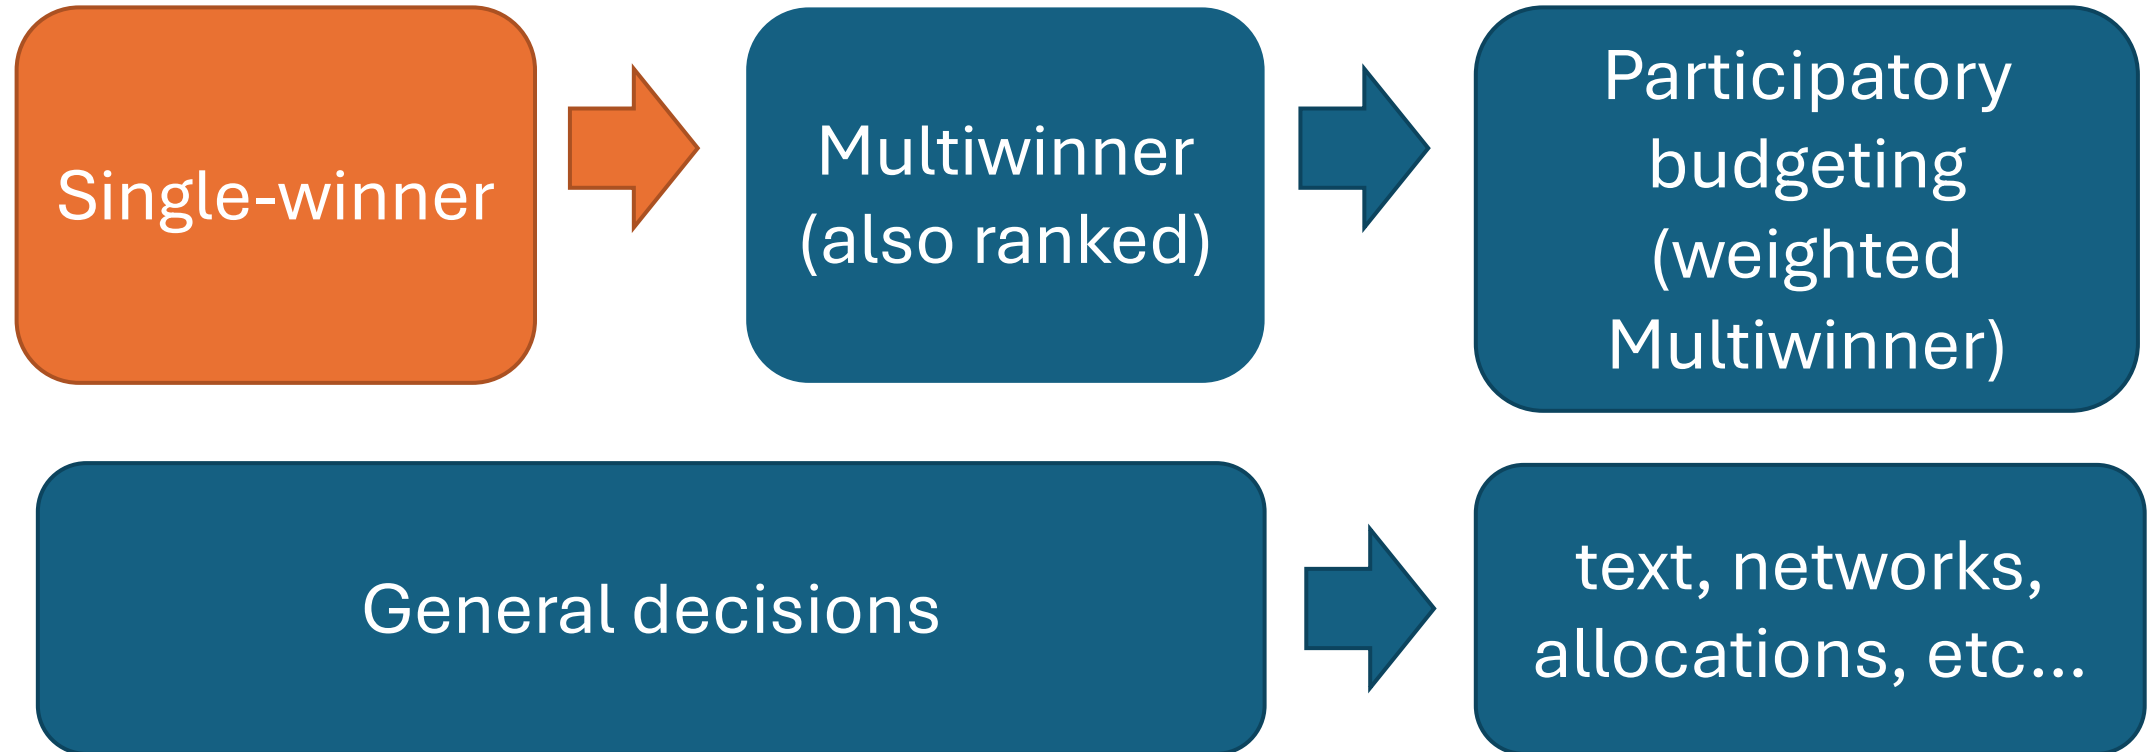 Single-winner
Multiwinner
(also ranked)
Participatory
budgeting
(weighted
Multiwinner)
General decisions
text, networks,
allocations, etc...